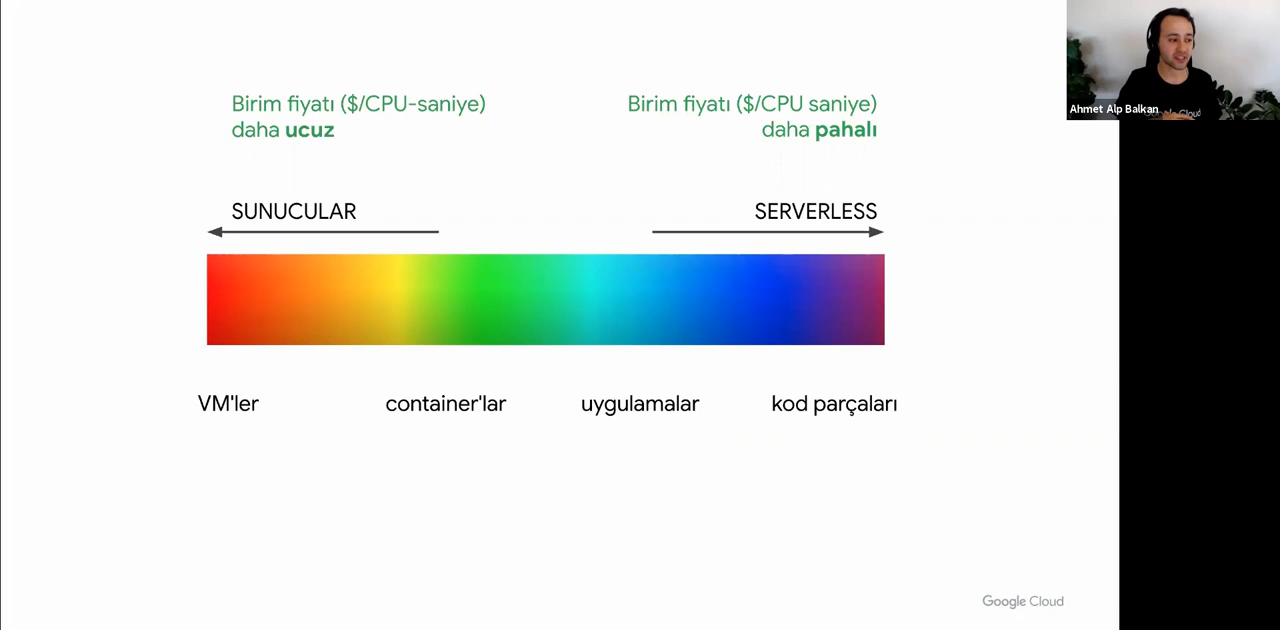 Birim fiyatı ($/CPU-saniye)
daha ucuz
Birim fiyatı ($/CPU saniye)
daha pahalı
SUNUCULAR
SERVERLESS
VM'ler
container'lar
uygulamalar
kod parçaları
Google Cloud
Ahmet Alp Balkan